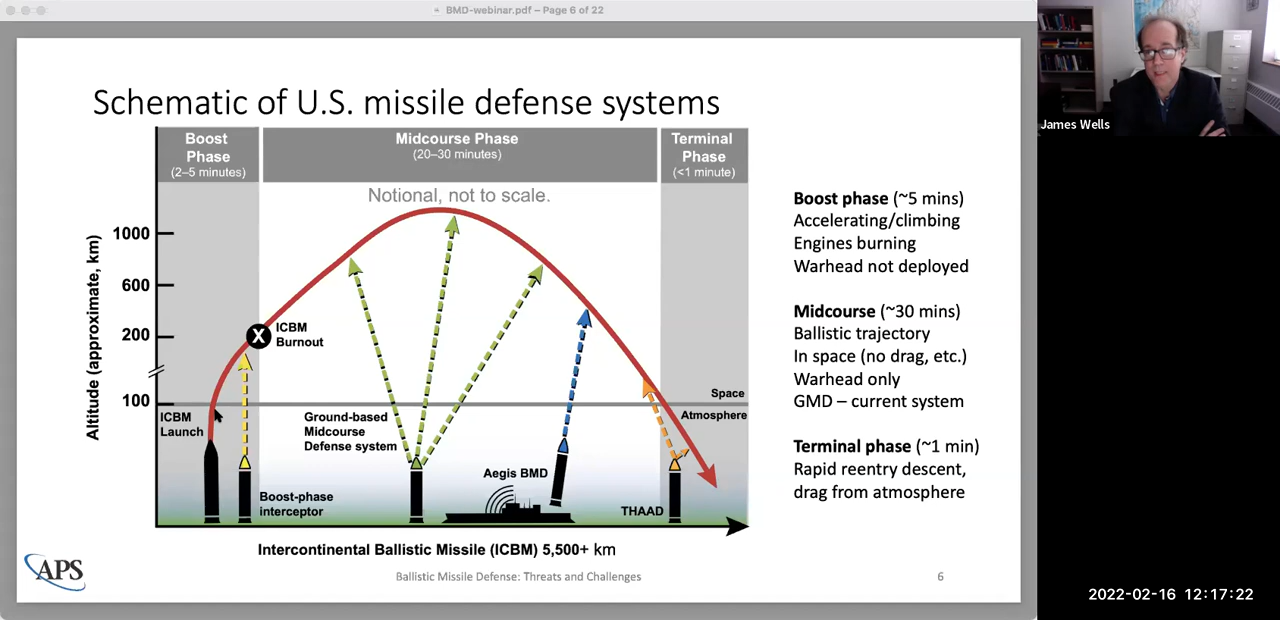 BMD-webinar.pdf – Page 6 of 22
James Wells
Schematic of U.S. missile defense systems
Boost
Phase
(2–5 minutes)
Midcourse Phase
(20–30 minutes)
Terminal
Phase
(<1 minute)
Notional, not to scale.
Altitude (approximate, km)
1000
600
200
100
X
ICBM
Burnout
ICBM
Launch
Space
Atmosphere
Ground-based
Midcourse
Defense system
Boost-phase
interceptor
Aegis BMD
THAAD
Intercontinental Ballistic Missile (ICBM) 5,500+ km
Boost phase (~5 mins)
Accelerating/climbing
Engines burning
Warhead not deployed
Midcourse (~30 mins)
Ballistic trajectory
In space (no drag, etc.)
Warhead only
GMD – current system
Terminal phase (~1 min)
Rapid reentry descent,
drag from atmosphere
APS
Ballistic Missile Defense: Threats and Challenges
6
2022-02-16 12:17:22